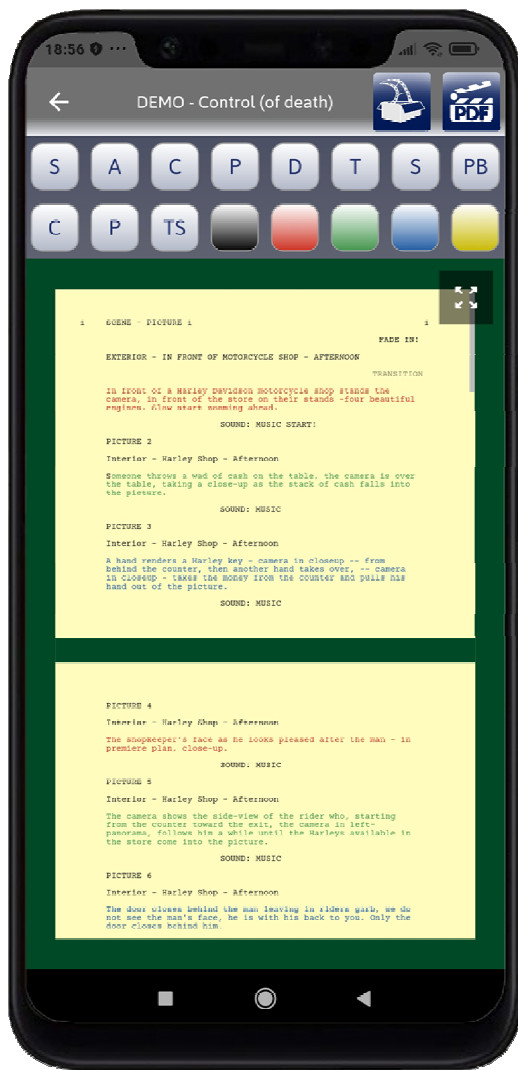 18:56
DEMO - Control (of death)
PDF
S A C P D T S PB
C P TS
i SCENE - PICTURE i i
FADE IN!
EXTERIOR - IN FRONT OF MOTORCYCLE SHOP - AFTERNOON
TRANSITION
In front of a Harley Davidson motorcycle shop stands the
camera, in front of the store on their stands -four beautiful
engines. Slow start zooming ahead.
SOUND: MUSIC START!
PICTURE 2
Interior - Harley Shop - Afternoon
Someone throws a wad of cash on the table. the camera is over
the table, taking a close-up as the stack of cash falls into
the picture.
SOUND: MUSIC
PICTURE 3
Interior - Harley Shop - Afternoon
A hand renders a Harley key - camera in closeup -- from
behind the counter, then another hand takes over, -- camera
in closeup - takes the money from the counter and pulls his
hand out of the picture.
SOUND: MUSIC
PICTURE 4
Interior - Harley Shop - Afternoon
The shopkeeper's face as he looks pleased after the man - in
premiere plan. close-up.
SOUND: MUSIC
PICTURE 5
Interior - Harley Shop - Afternoon
The camera shows the side-view of the rider who, starting
from the counter toward the exit, the camera in left-
panorama, follows him a while until the Harleys available in
the store come into the picture.
SOUND: MUSIC
PICTURE 6
Interior - Harley Shop - Afternoon
The door closes behind the man leaving in riders garb, we do
not see the man's face, he is with his back to you. Only the
door closes behind him.